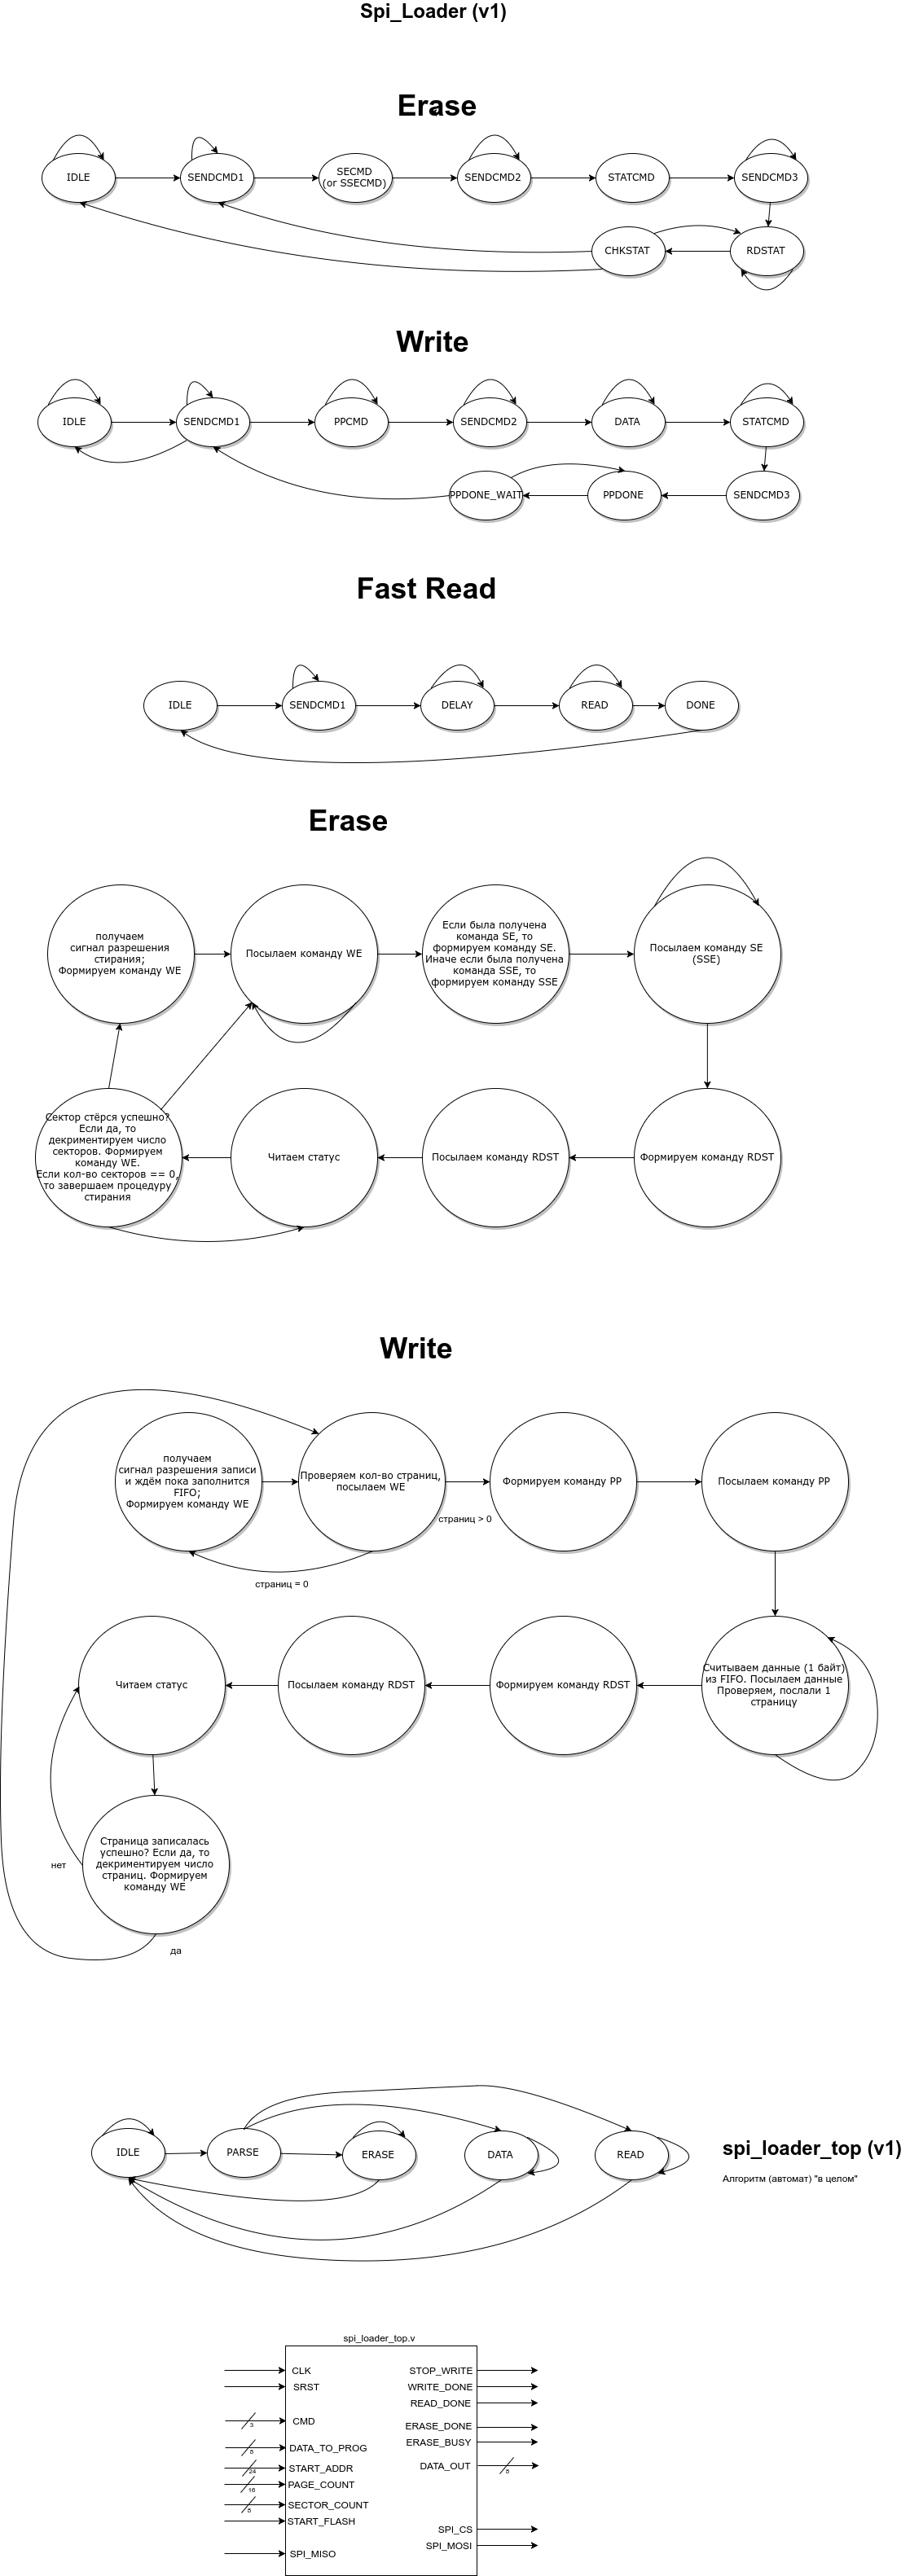 Spi_Loader (v1)
Erase
IDLE
SENDCMD1
SECMD
(or SSECMD)
SENDCMD2
STATCMD
SENDCMD3
CHKSTAT
RDSTAT
Write
IDLE
SENDCMD1
PPCMD
SENDCMD2
DATA
STATCMD
PPDONE_WAIT
PPDONE
SENDCMD3
Fast Read
IDLE
SENDCMD1
DELAY
READ
DONE
Erase
получаем
сигнал разрешения
стирания;
Формируем команду WE
Посылаем команду WE
Если была получена
команда SE, то
формируем команду SE.
Иначе если была получена
команда SSE, то
формируем команду SSE
Посылаем команду SE
(SSE)
Сектор стёрся успешно?
Если да, то
декриментируем число
секторов. Формируем
команду WE.
Если кол-во секторов == 0,
то завершаем процедуру
стирания
Читаем статус
Посылаем команду RDST
Формируем команду RDST
Write
получаем
сигнал разрешения записи
и ждём пока заполнится
FIFO;
Формируем команду WE
Проверяем кол-во страниц,
посылаем WE
страниц > 0
Формируем команду PP
Посылаем команду PP
страниц = 0
Читаем статус
Посылаем команду RDST
Формируем команду RDST
Считываем данные (1 байт)
из FIFO. Посылаем данные
Проверяем, послали 1
страницу
Страница записалась
успешно? Если да, то
декриментируем число
страниц. Формируем
команду WE
нет
да
IDLE
PARSE
ERASE
DATA
READ
spi_loader_top (v1)
Алгоритм (автомат) "в целом"
spi_loader_top.v
CLK
SRST
CMD
3
DATA_TO_PROG
8
START_ADDR
24
PAGE_COUNT
16
SECTOR_COUNT
8
START_FLASH
SPI_MISO
STOP_WRITE
WRITE_DONE
READ_DONE
ERASE_DONE
ERASE_BUSY
DATA_OUT
8
SPI_CS
SPI_MOSI